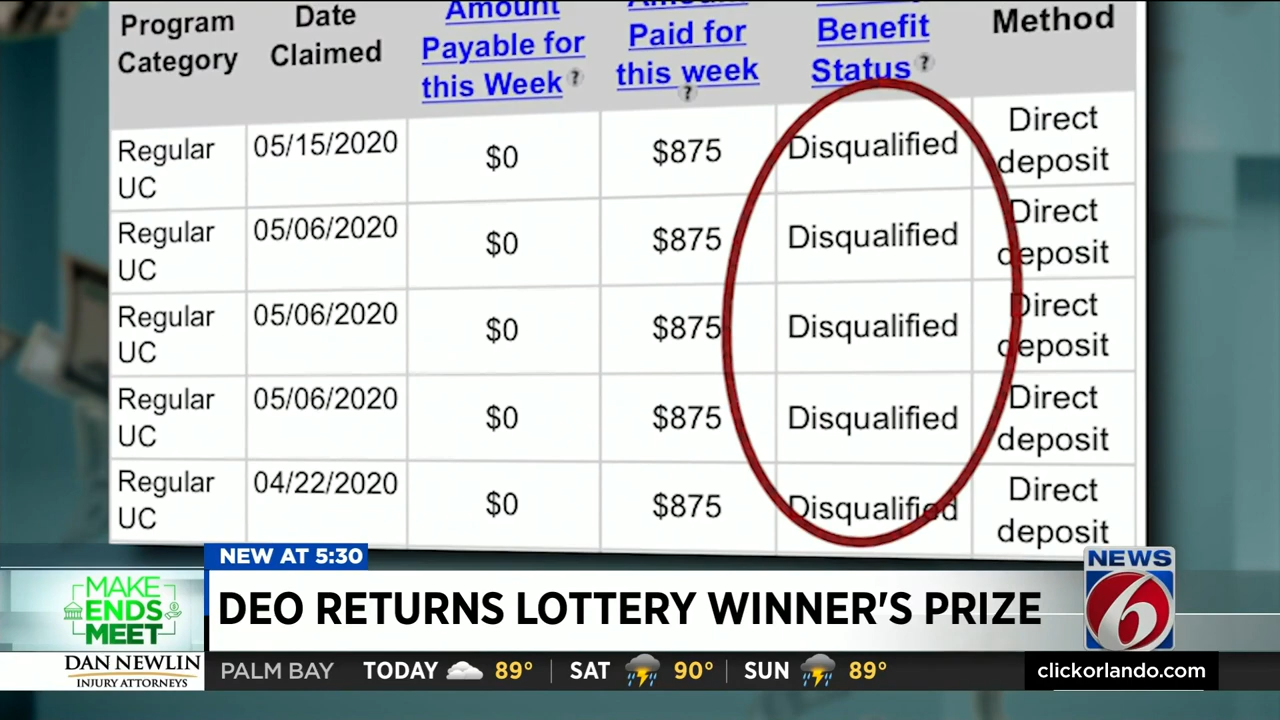 Program
Category
Date
Claimed
Amount
Payable for
this Week ?
Paid for
this week
?
Benefit
Status ?
Method
Regular
UC
05/15/2020
$0
$875
Disqualified
Direct
deposit
Regular
UC
05/06/2020
$0
$875
Disqualified
Direct
deposit
Regular
UC
05/06/2020
$0
$875
Disqualified
Direct
deposit
Regular
UC
05/06/2020
$0
$875
Disqualified
Direct
deposit
Regular
UC
04/22/2020
$0
$875
Disqualified
Direct
deposit
NEW AT 5:30
DEO RETURNS LOTTERY WINNER'S PRIZE
MAKE
ENDS
MEET
NEWS
6
DAN NEWLIN
INJURY ATTORNEYS
PALM BAY TODAY 89° SAT 90° SUN 89°
clickorlando.com